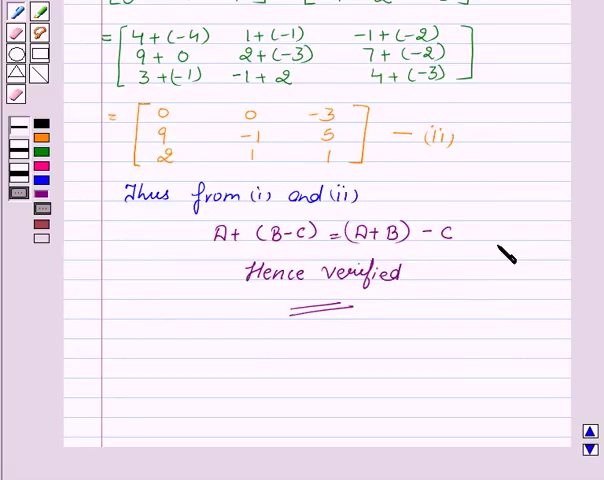 = [ 4+(-4) 1+(-1) -1+(-2)
9+0 2+(-3) 7+(-2)
3+(-1) -1+2 4+(-3) ]
= [ 0 0 -3
9 -1 5
2 1 1 ] — (ii)
Thus from (i) and (ii)
A+ (B-C) = (A+B) - C
Hence verified